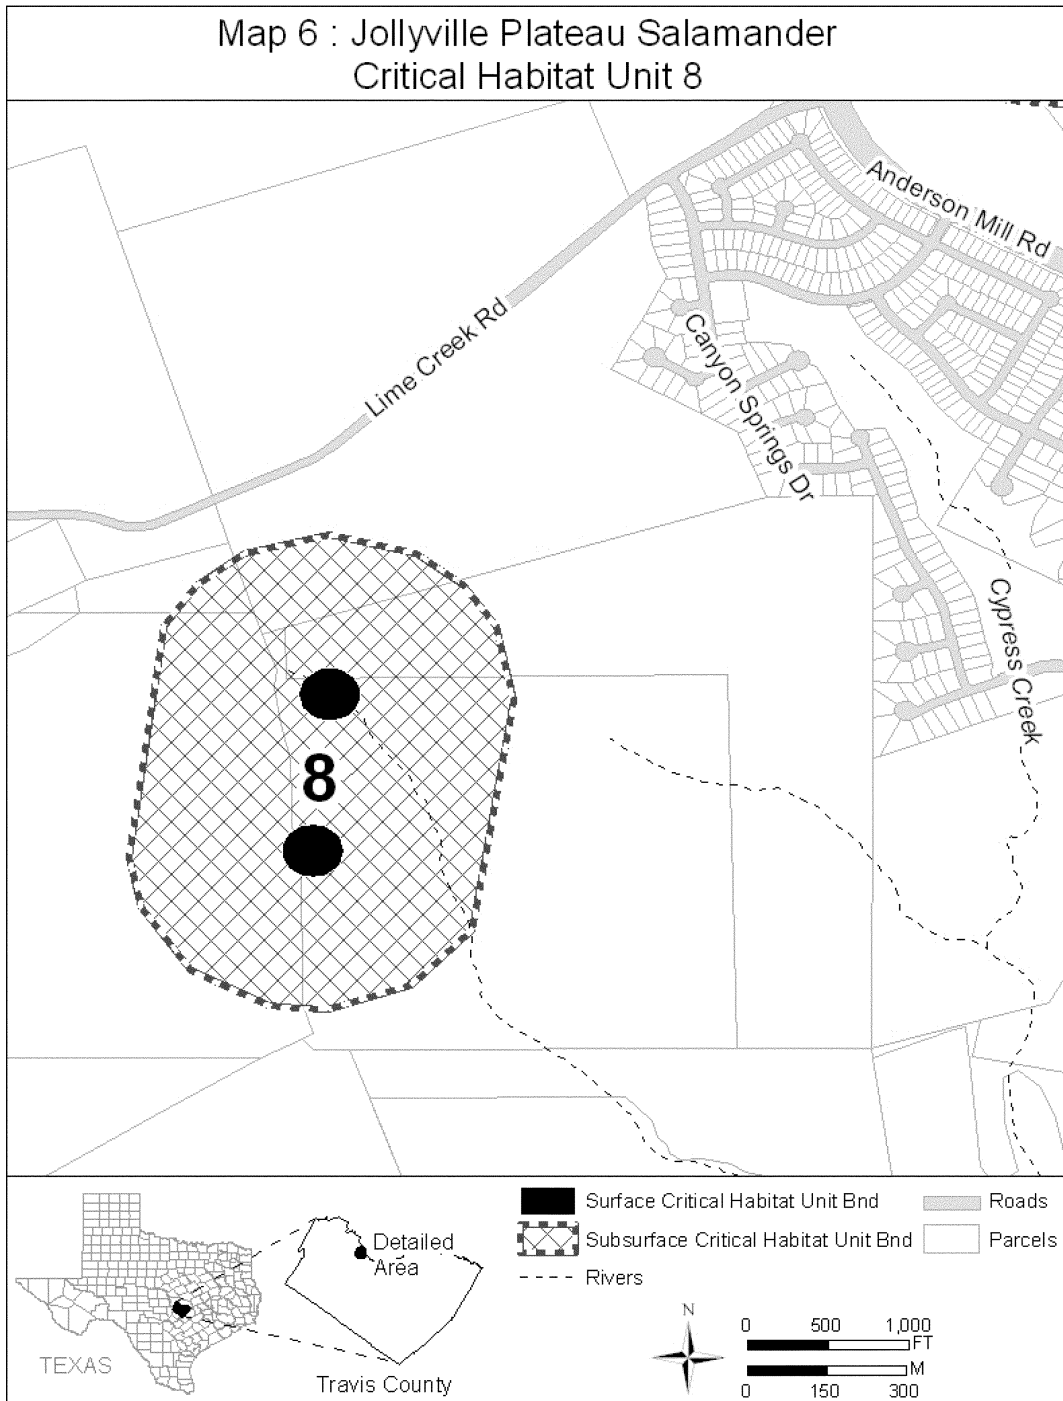 Map 6 : Jollyville Plateau Salamander
Critical Habitat Unit 8
Anderson Mill Rd
Lime Creek Rd
Canyon Springs Dr
Cypress Creek
8
Surface Critical Habitat Unit Bnd
Roads
Subsurface Critical Habitat Unit Bnd
Parcels
Rivers
Detailed
Area
TEXAS
Travis County
N
0 500 1,000
FT
M
0 150 300